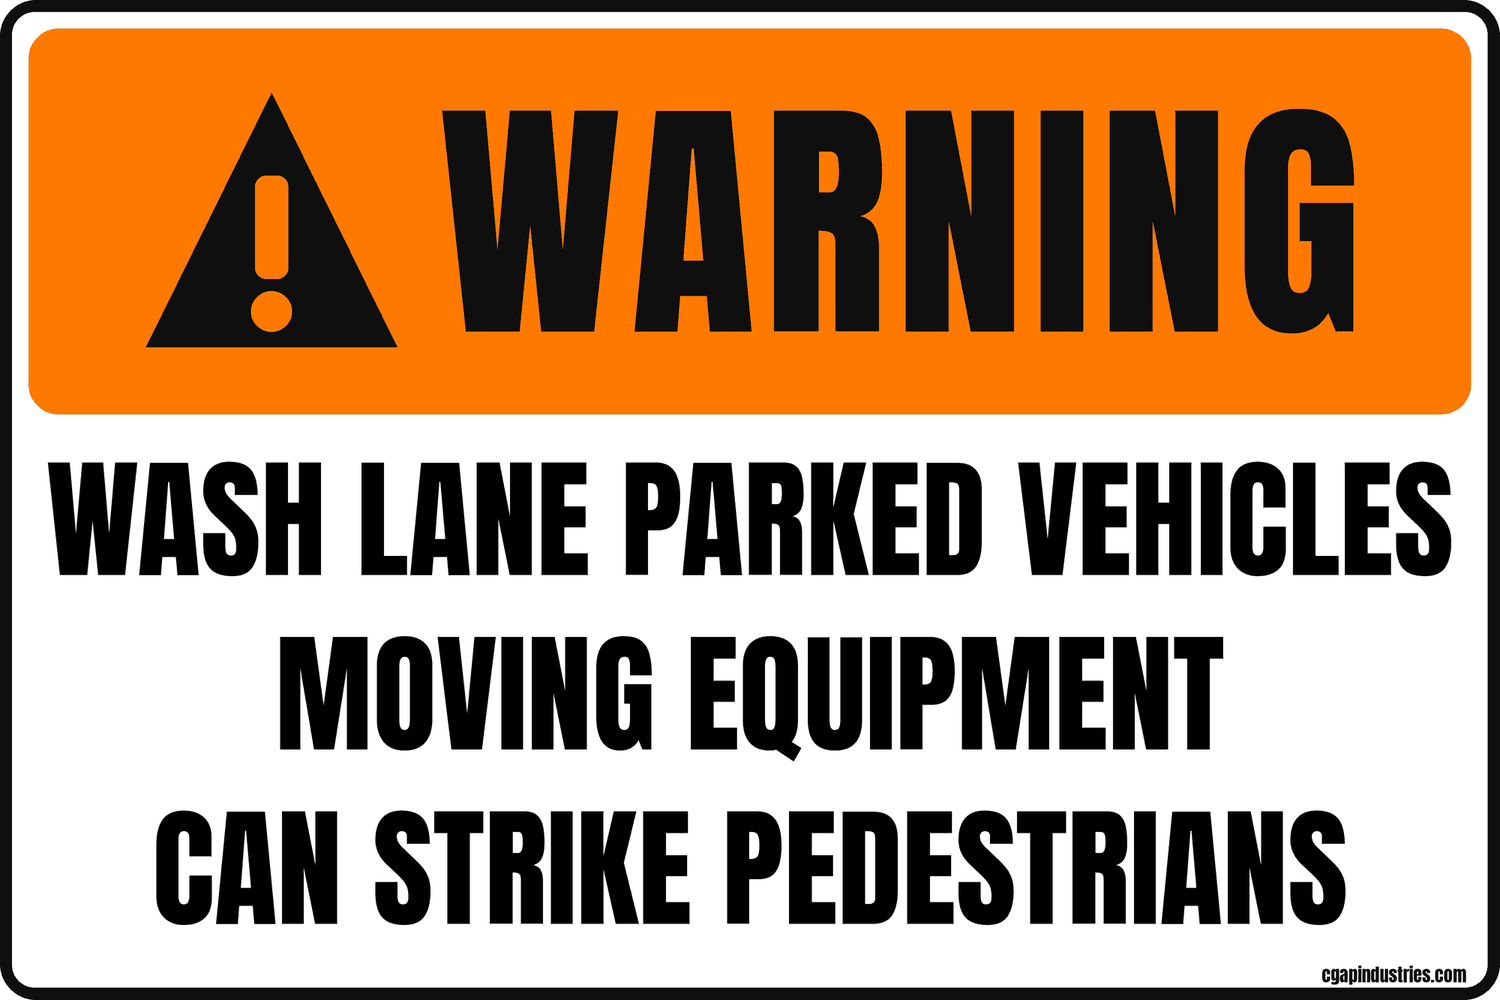 WARNING
WASH LANE PARKED VEHICLES
MOVING EQUIPMENT
CAN STRIKE PEDESTRIANS
cgapindustries.com